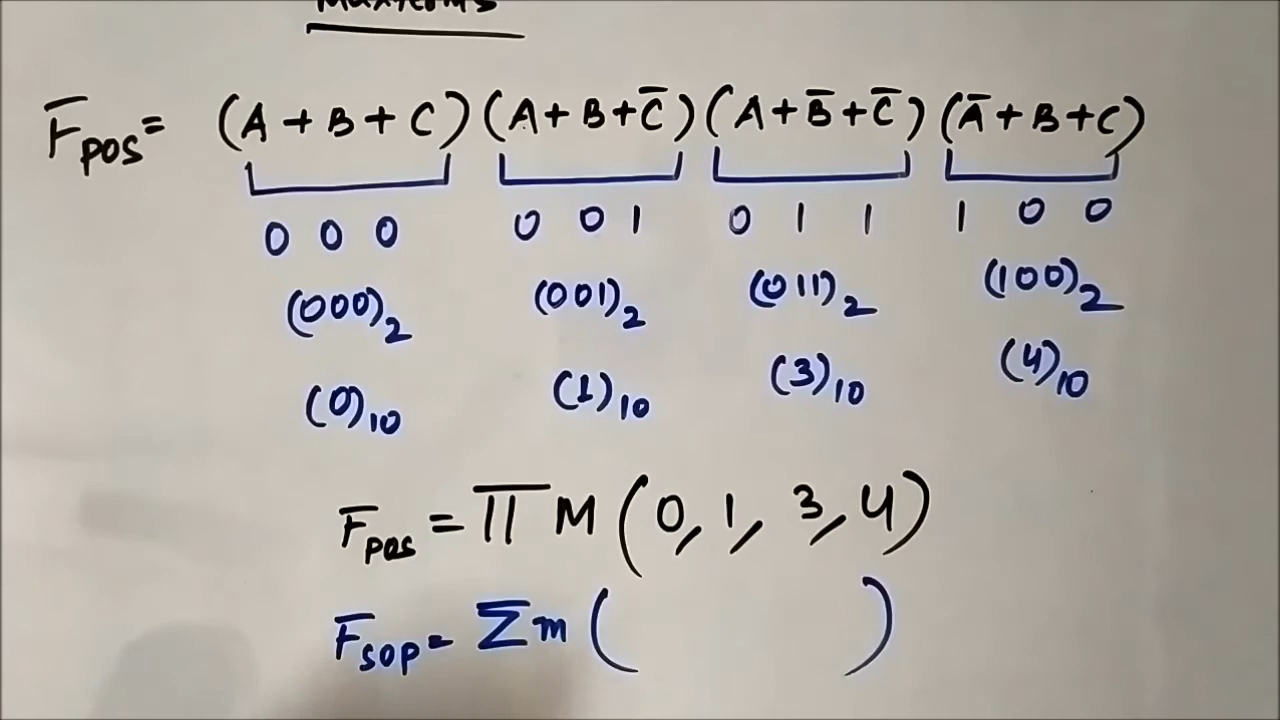 Maxterms
F_POS = (A + B + C) (A + B + C̅) (A + B̅ + C̅) (A̅ + B + C)
0 0 0 0 0 1 0 1 1 1 0 0
(000)₂ (001)₂ (011)₂ (100)₂
(0)₁₀ (1)₁₀ (3)₁₀ (4)₁₀
F_pos = Π M (0, 1, 3, 4)
F_SOP = Σm ( )